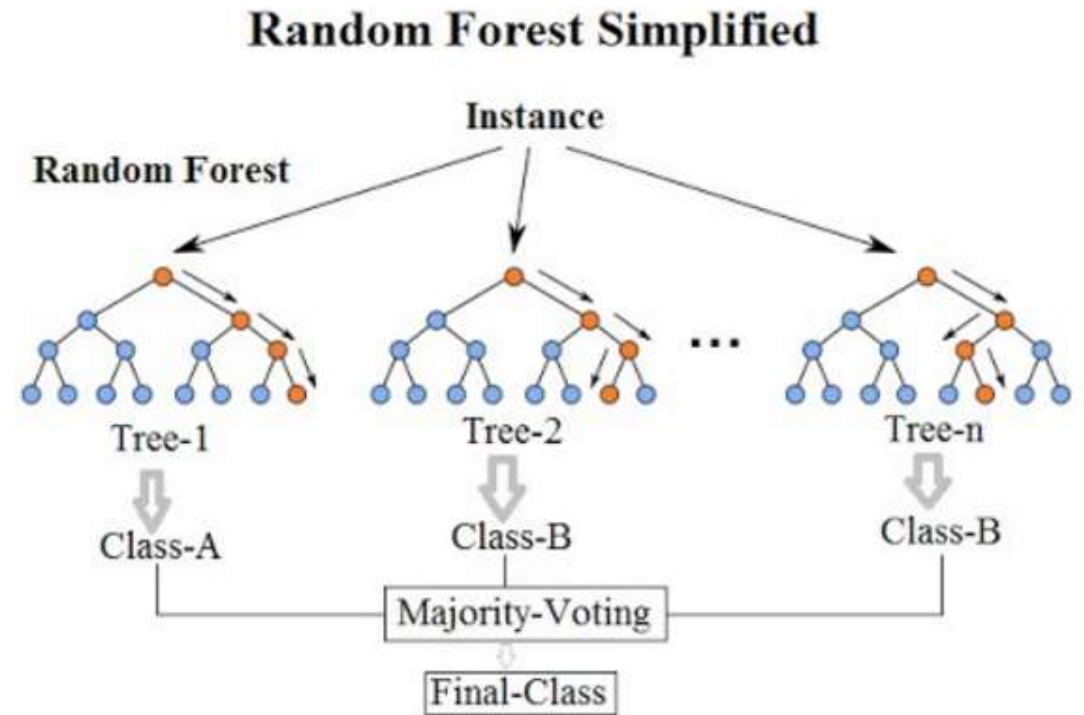 Random Forest Simplified
Instance
Random Forest
...
Tree-1
Tree-2
Tree-n
Class-A
Class-B
Class-B
Majority-Voting
Final-Class